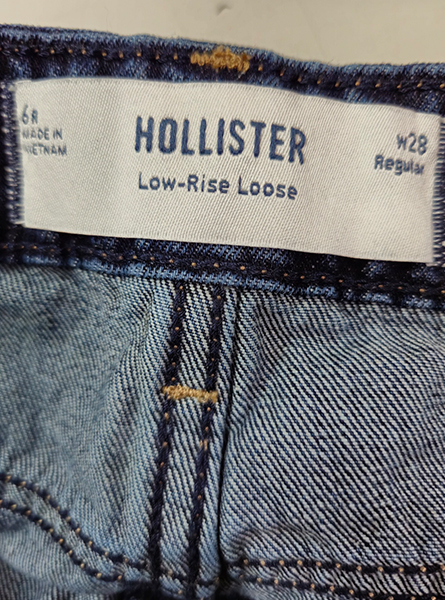 6R
MADE IN
VIETNAM
HOLLISTER
Low-Rise Loose
W28
Regular